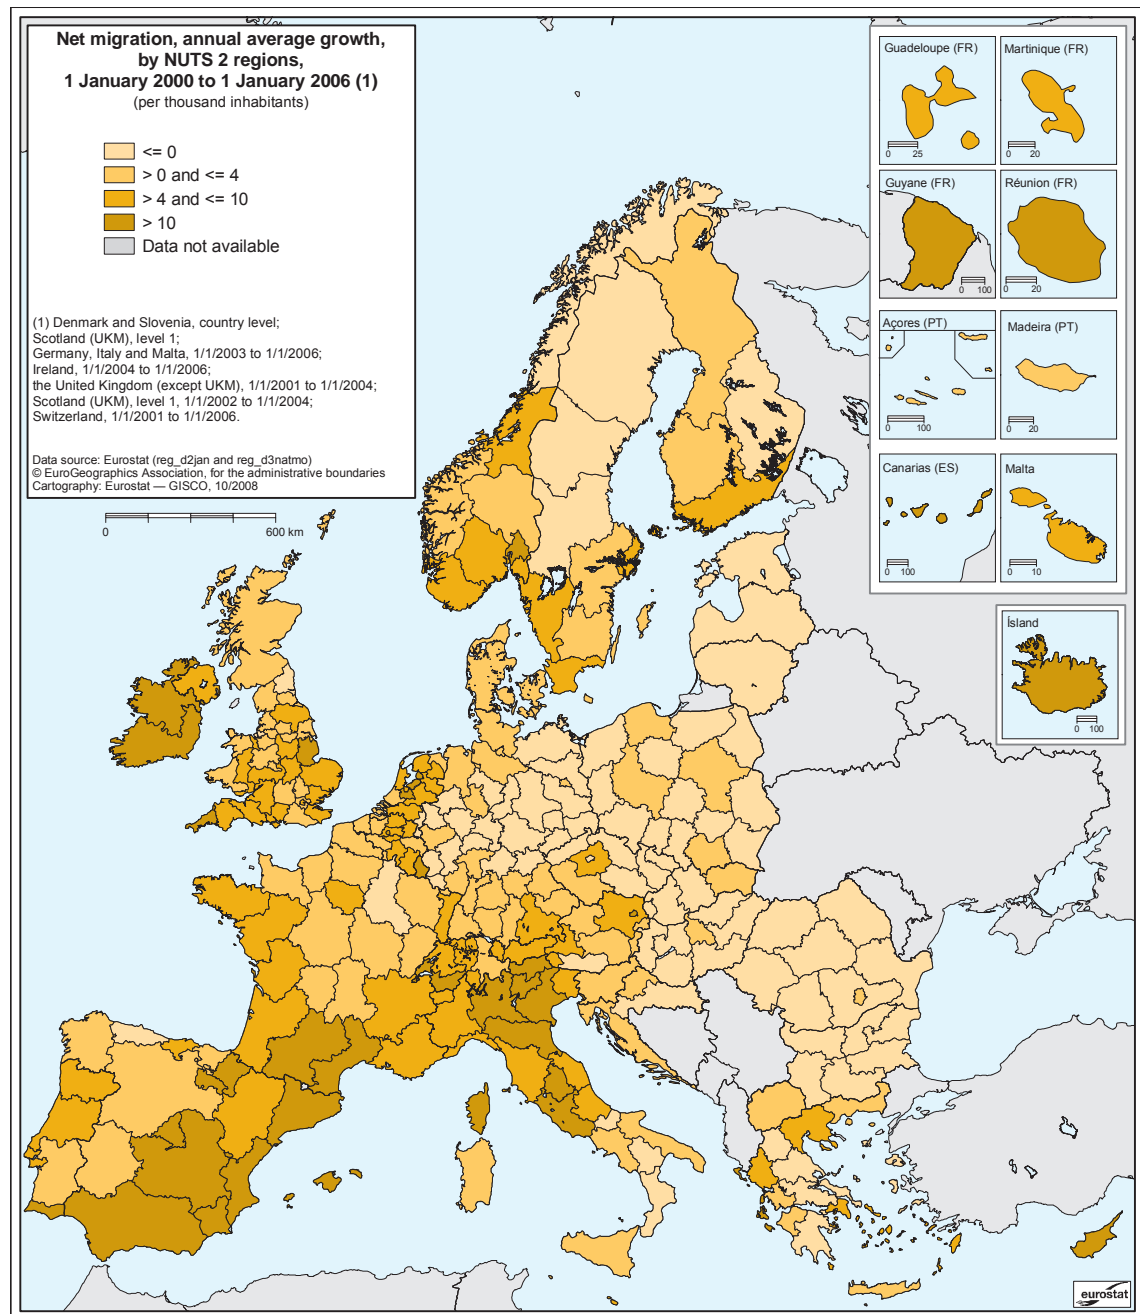 Net migration, annual average growth,
by NUTS 2 regions,
1 January 2000 to 1 January 2006 (1)
(per thousand inhabitants)
<= 0
> 0 and <= 4
> 4 and <= 10
> 10
Data not available
(1) Denmark and Slovenia, country level;
Scotland (UKM), level 1;
Germany, Italy and Malta, 1/1/2003 to 1/1/2006;
Ireland, 1/1/2004 to 1/1/2006;
the United Kingdom (except UKM), 1/1/2001 to 1/1/2004;
Scotland (UKM), level 1, 1/1/2002 to 1/1/2004;
Switzerland, 1/1/2001 to 1/1/2006.
Data source: Eurostat (reg_d2jan and reg_d3natmo)
© EuroGeographics Association, for the administrative boundaries
Cartography: Eurostat — GISCO, 10/2008
0 600 km
Guadeloupe (FR)
0 25
Martinique (FR)
0 20
Guyane (FR)
0 100
Réunion (FR)
0 20
Açores (PT)
0 100
Madeira (PT)
0 20
Canarias (ES)
0 100
Malta
0 10
Ísland
0 100
eurostat